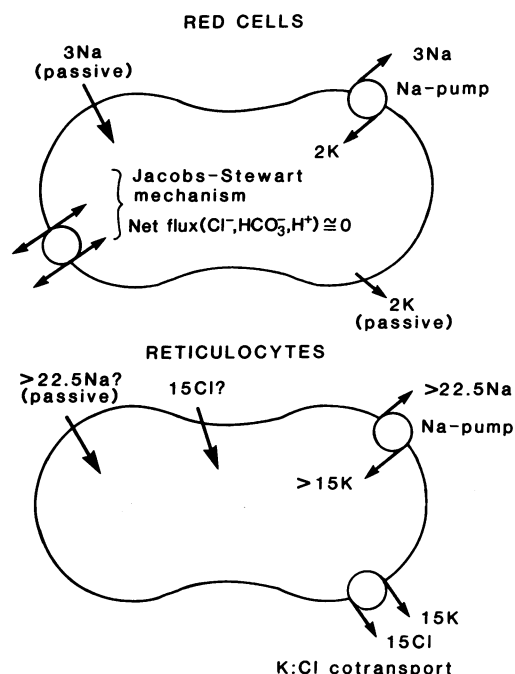 RED CELLS
3Na
(passive)
3Na
Na-pump
2K
Jacobs-Stewart
mechanism
Net flux(Cl⁻,HCO₃⁻,H⁺)≅0
2K
(passive)
RETICULOCYTES
>22.5Na?
(passive)
15Cl?
>22.5Na
Na-pump
>15K
15K
15Cl
K:Cl cotransport